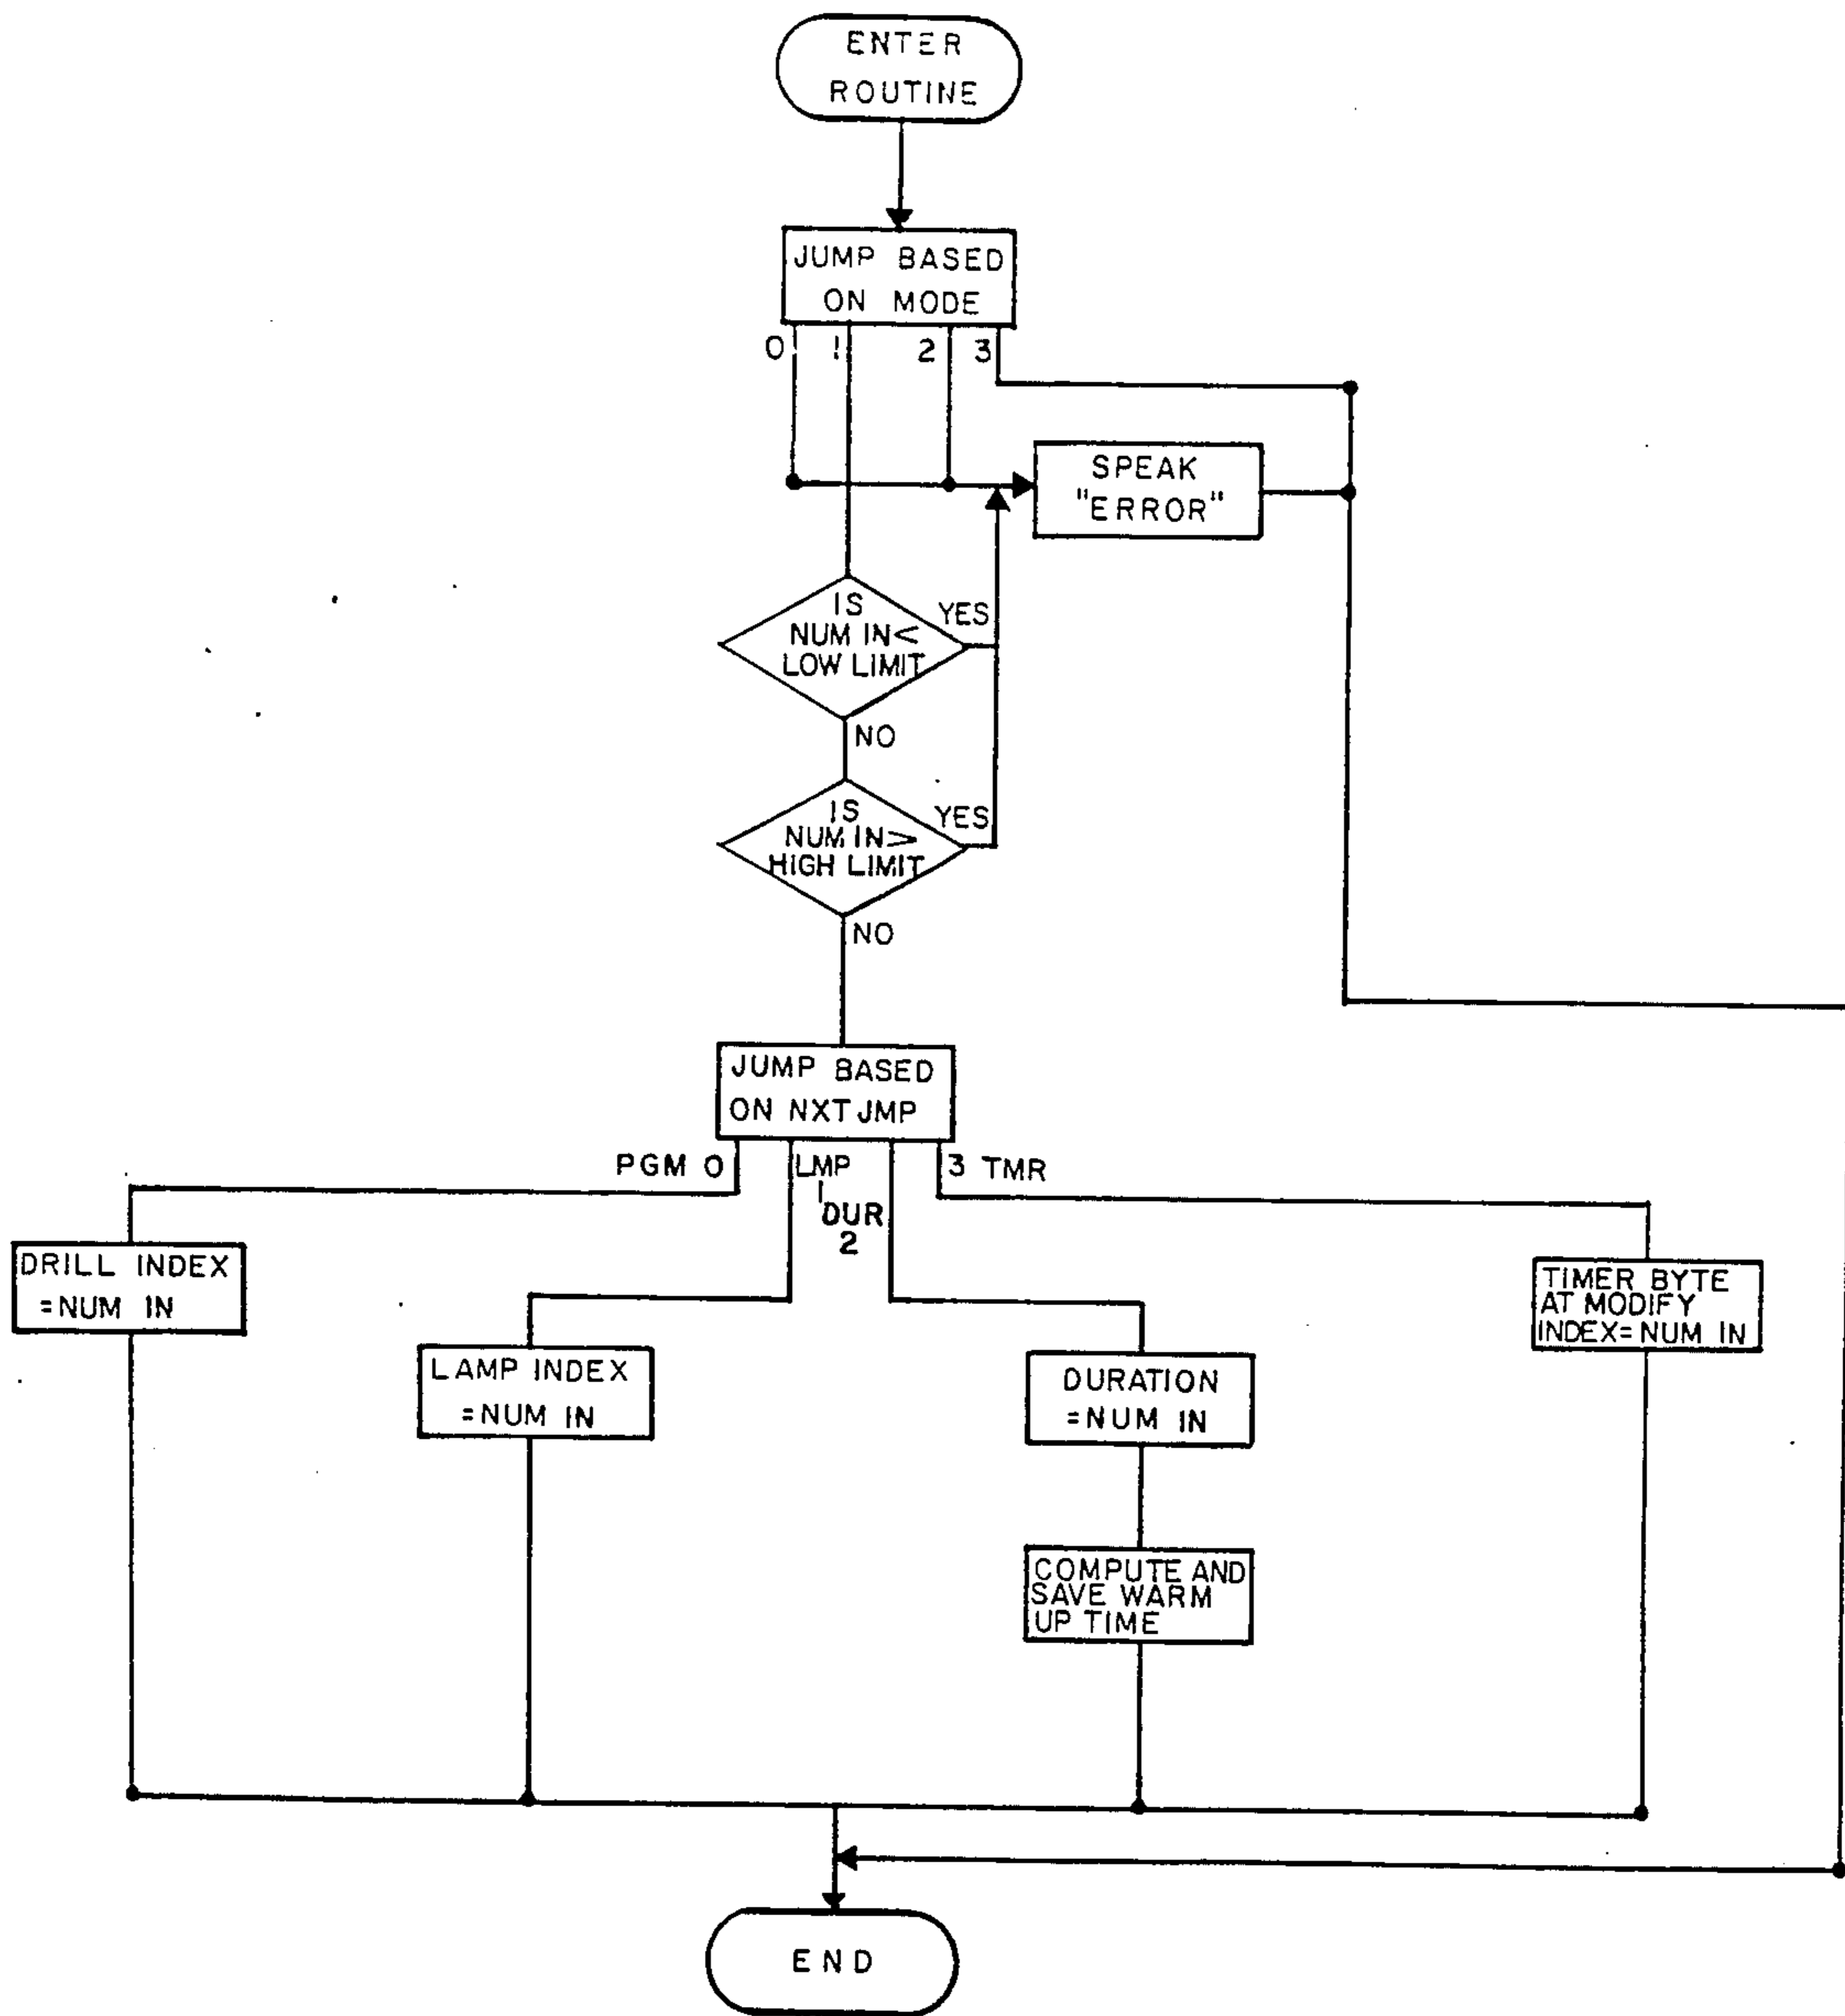 ENTER
ROUTINE
JUMP BASED
ON MODE
0 1 2 3
SPEAK
"ERROR"
IS
NUM IN<
LOW LIMIT
YES
NO
IS
NUM IN>
HIGH LIMIT
YES
NO
JUMP BASED
ON NXTJMP
PGM 0
LMP
1
DUR
2
3 TMR
DRILL INDEX
=NUM IN
LAMP INDEX
=NUM IN
DURATION
=NUM IN
TIMER BYTE
AT MODIFY
INDEX=NUM IN
COMPUTE AND
SAVE WARM
UP TIME
END